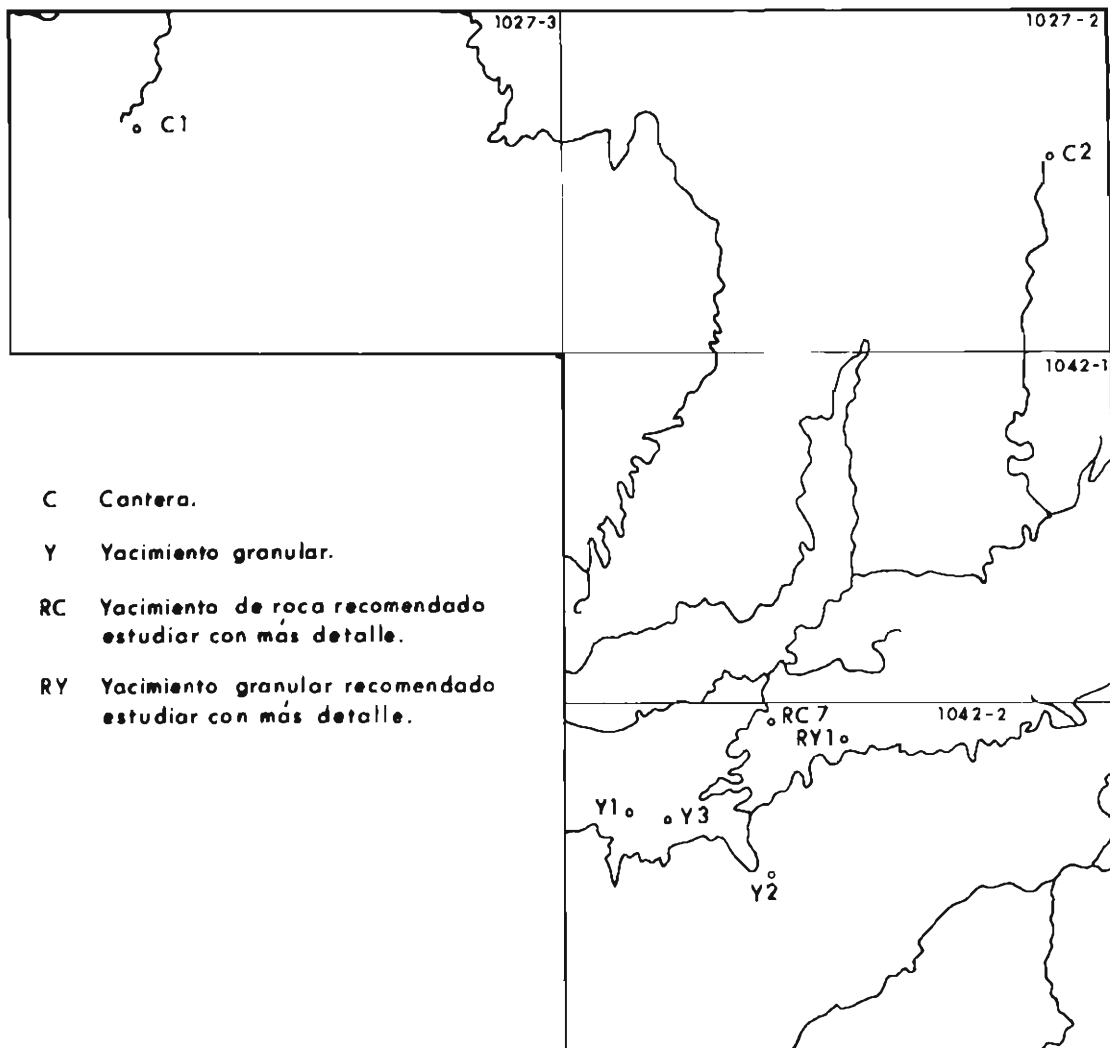 1027-3
1027-2
C1
C2
1042-1
C Cantera.
Y Yacimiento granular.
RC Yacimiento de roca recomendado
estudiar con más detalle.
RY Yacimiento granular recomendado
estudiar con más detalle.
RC 7
1042-2
RY1
Y1
Y3
Y2